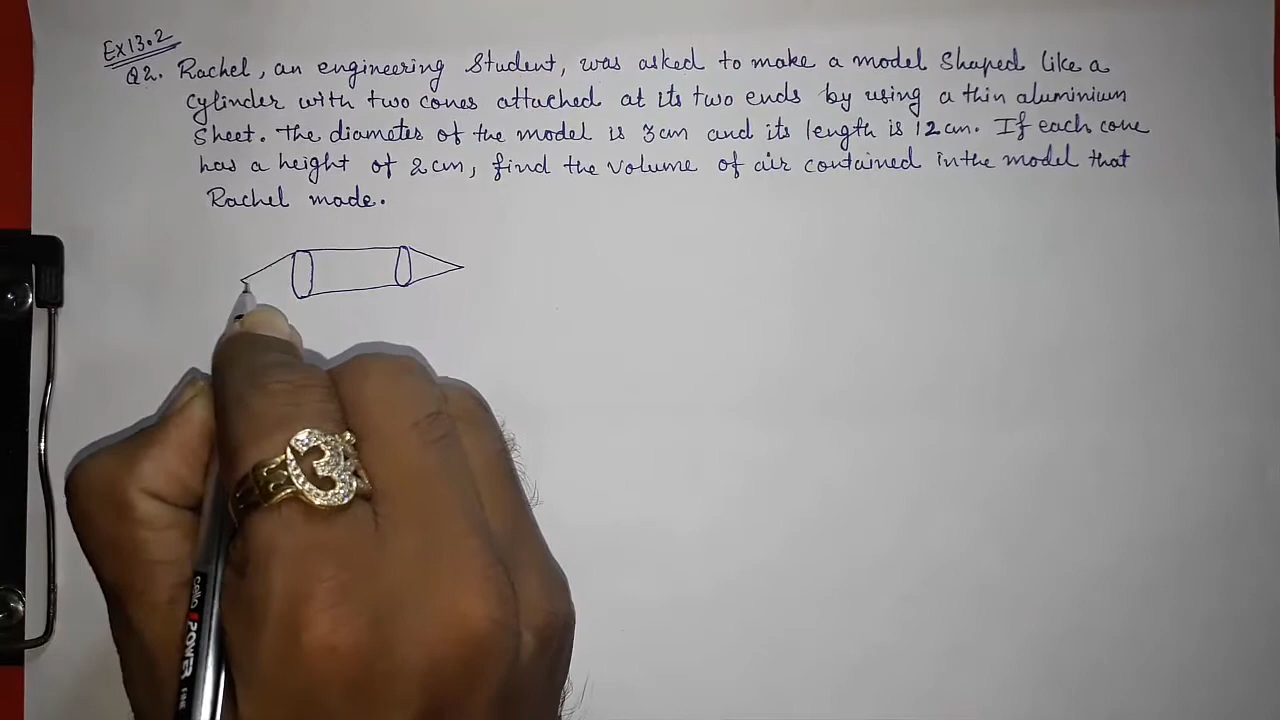 Ex13.2
Q2. Rachel, an engineering Student, was asked to make a model Shaped like a
cylinder with two cones attached at its two ends by using a thin aluminium
Sheet. The diameter of the model is 3cm and its length is 12cm. If each cone
has a height of 2cm, find the volume of air contained in the model that
Rachel made.
cello POWER